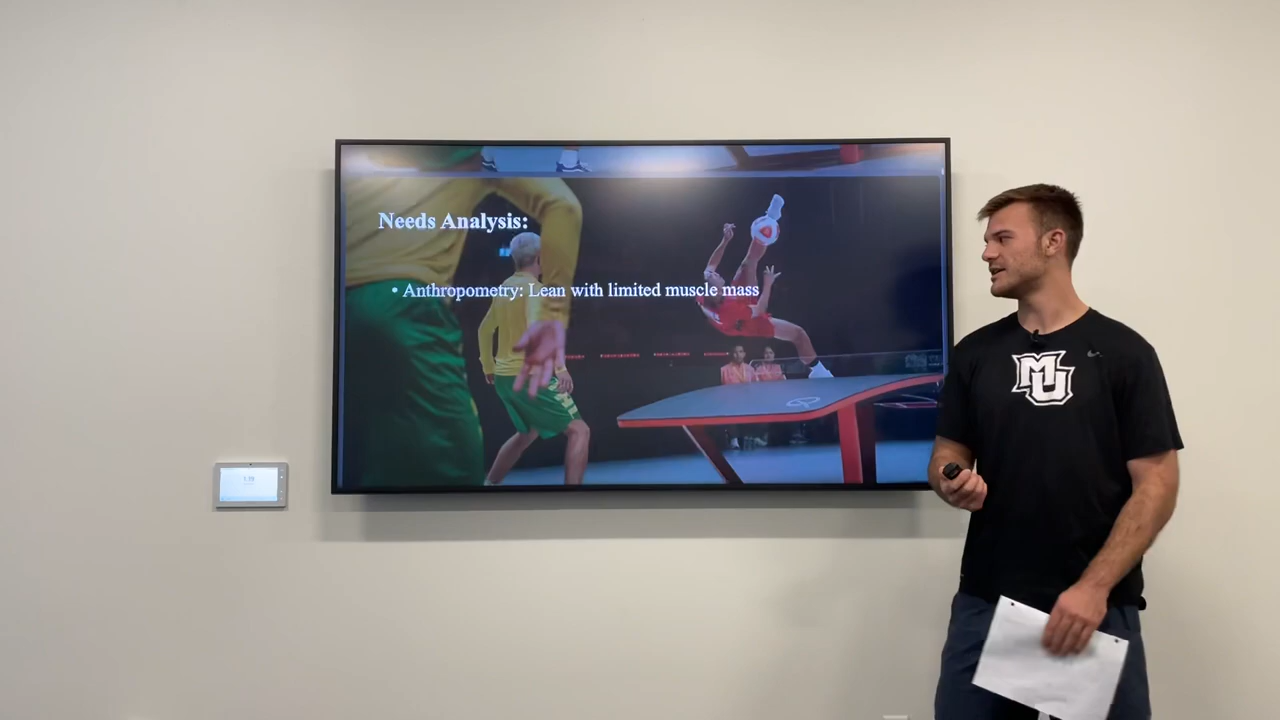 Needs Analysis:
• Anthropometry: Lean with limited muscle mass
MU